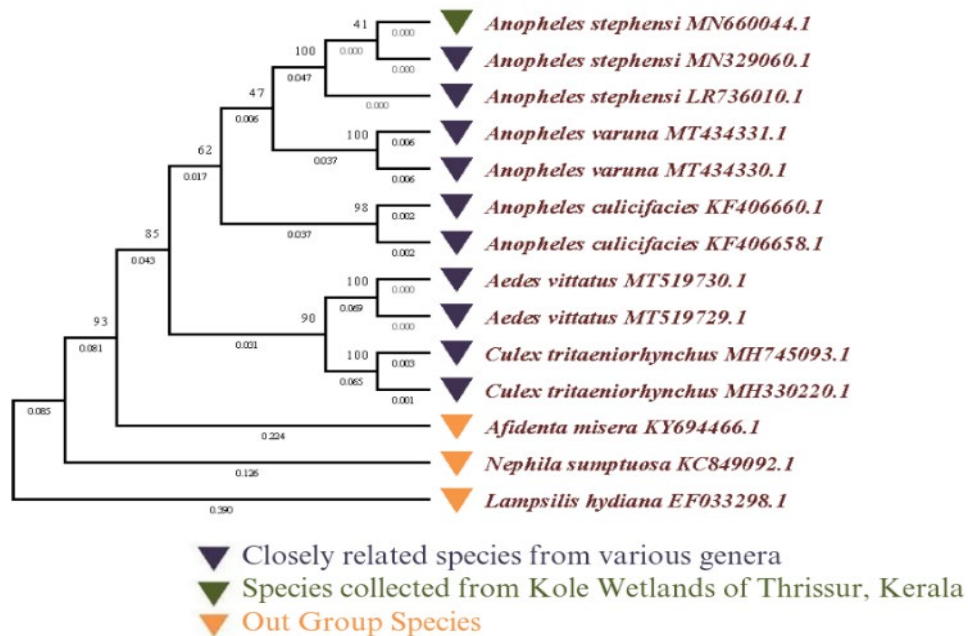 41
0.000
Anopheles stephensi MN660044.1
100
0.000
0.000
Anopheles stephensi MN329060.1
47
0.047
0.000
Anopheles stephensi LR736010.1
0.006
100
0.006
Anopheles varuna MT434331.1
62
0.037
0.006
Anopheles varuna MT434330.1
0.017
98
0.002
Anopheles culicifacies KF406660.1
85
0.037
0.002
Anopheles culicifacies KF406658.1
0.043
100
0.000
Aedes vittatus MT519730.1
90
0.069
0.000
Aedes vittatus MT519729.1
93
0.031
100
0.003
Culex tritaeniorhynchus MH745093.1
0.081
0.065
0.001
Culex tritaeniorhynchus MH330220.1
0.085
0.224
Afidenta misera KY694466.1
0.126
Nephila sumptuosa KC849092.1
0.390
Lampsilis hydiana EF033298.1
Closely related species from various genera
Species collected from Kole Wetlands of Thrissur, Kerala
Out Group Species